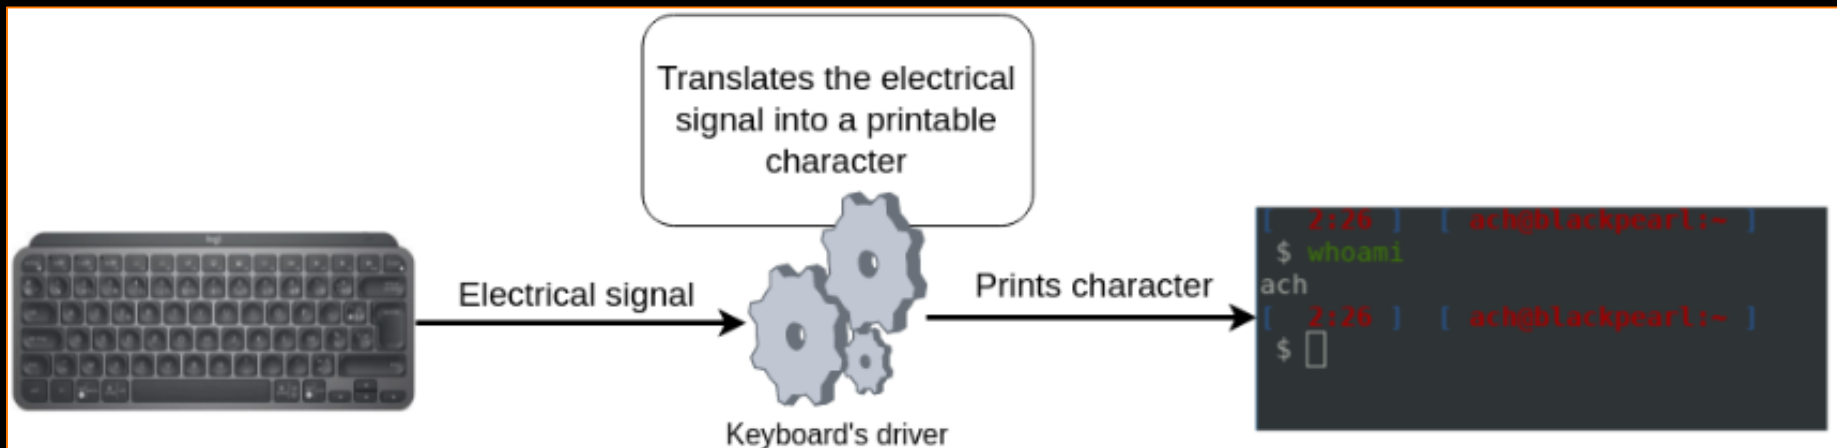 Translates the electrical
signal into a printable
character
logi
Electrical signal
Prints character
Keyboard's driver
[ 2:26 ] [ ach@blackpearl:~ ]
$ whoami
ach
[ 2:26 ] [ ach@blackpearl:~ ]
$